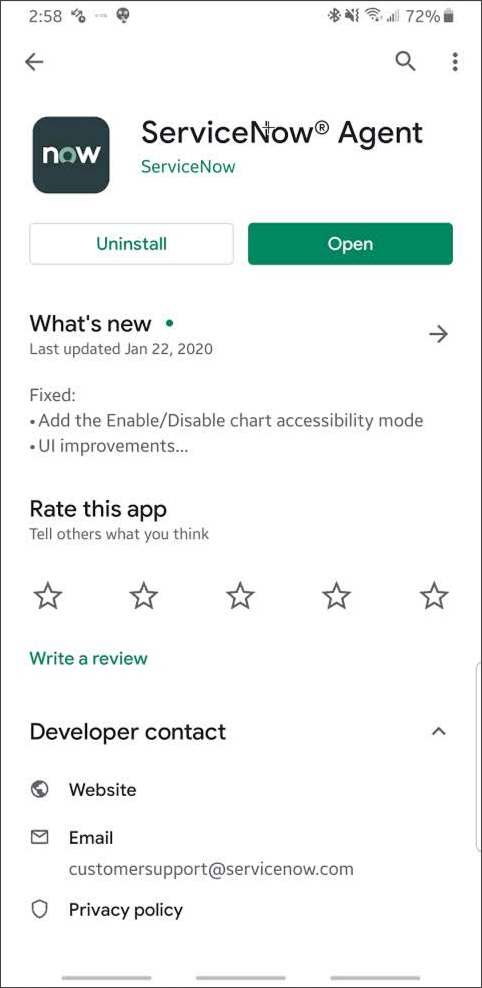 2:58 72%
now
ServiceNow® Agent
ServiceNow
Uninstall
Open
What's new
Last updated Jan 22, 2020
Fixed:
•Add the Enable/Disable chart accessibility mode
•UI improvements...
Rate this app
Tell others what you think
Write a review
Developer contact
Website
Email
customersupport@servicenow.com
Privacy policy